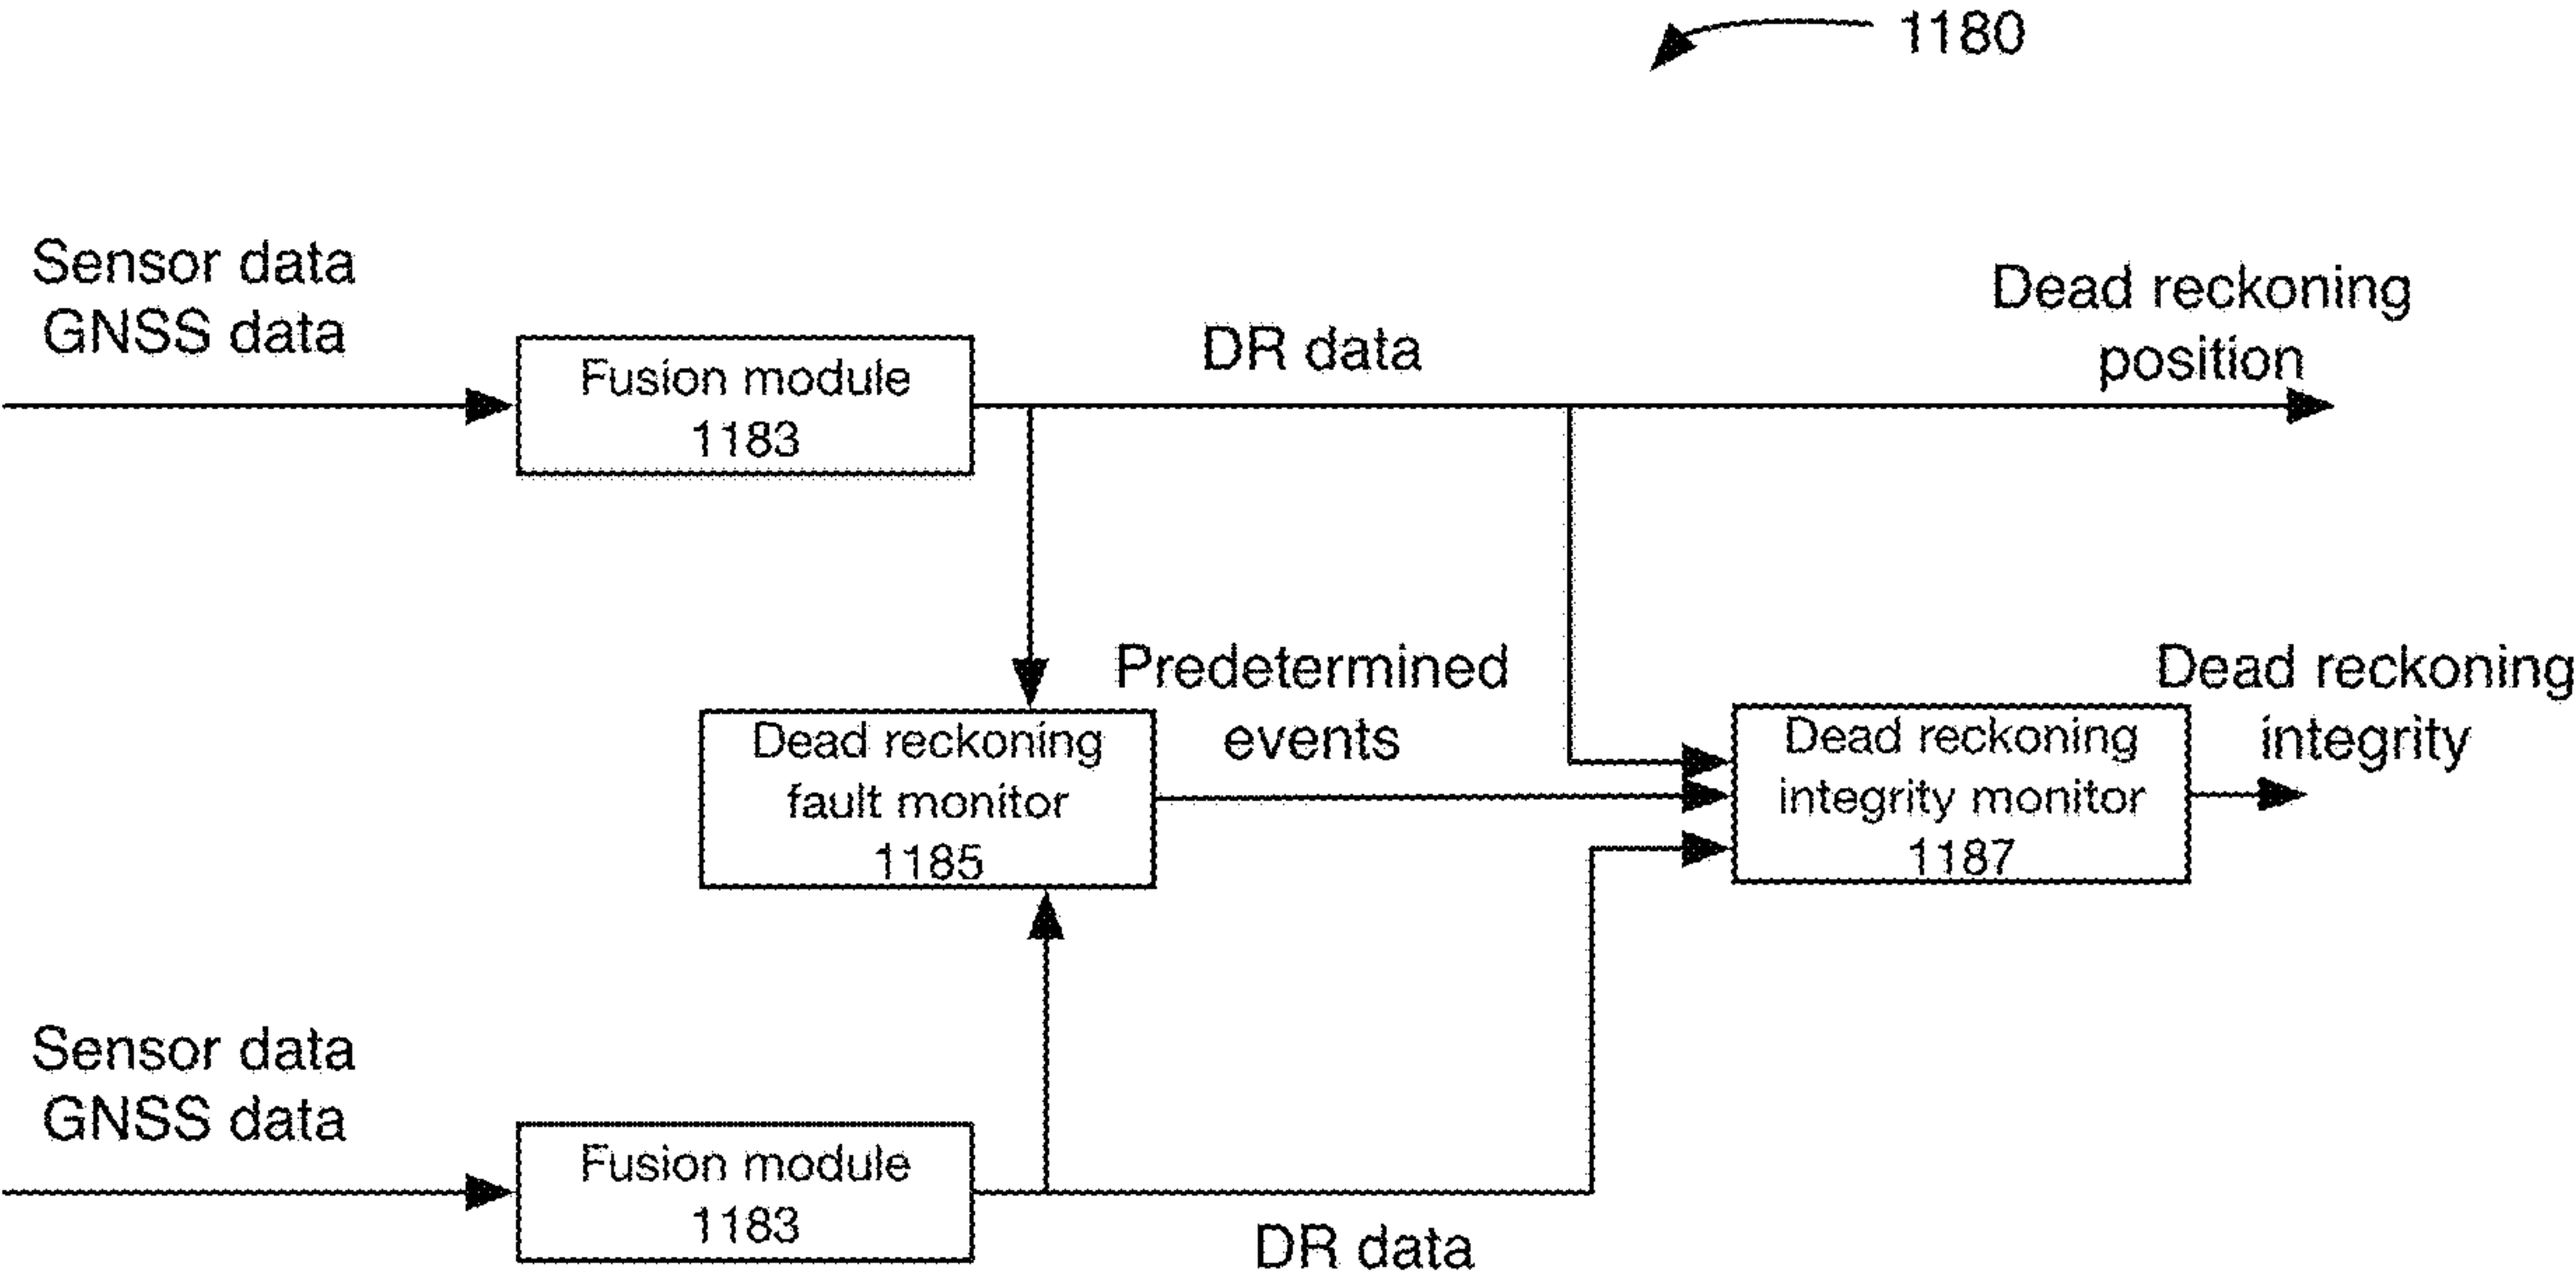 1180
Sensor data
GNSS data
Fusion module
1183
DR data
Dead reckoning
position
Predetermined
events
Dead reckoning
fault monitor
1185
Dead reckoning
integrity monitor
1187
Dead reckoning
integrity
Sensor data
GNSS data
Fusion module
1183
DR data